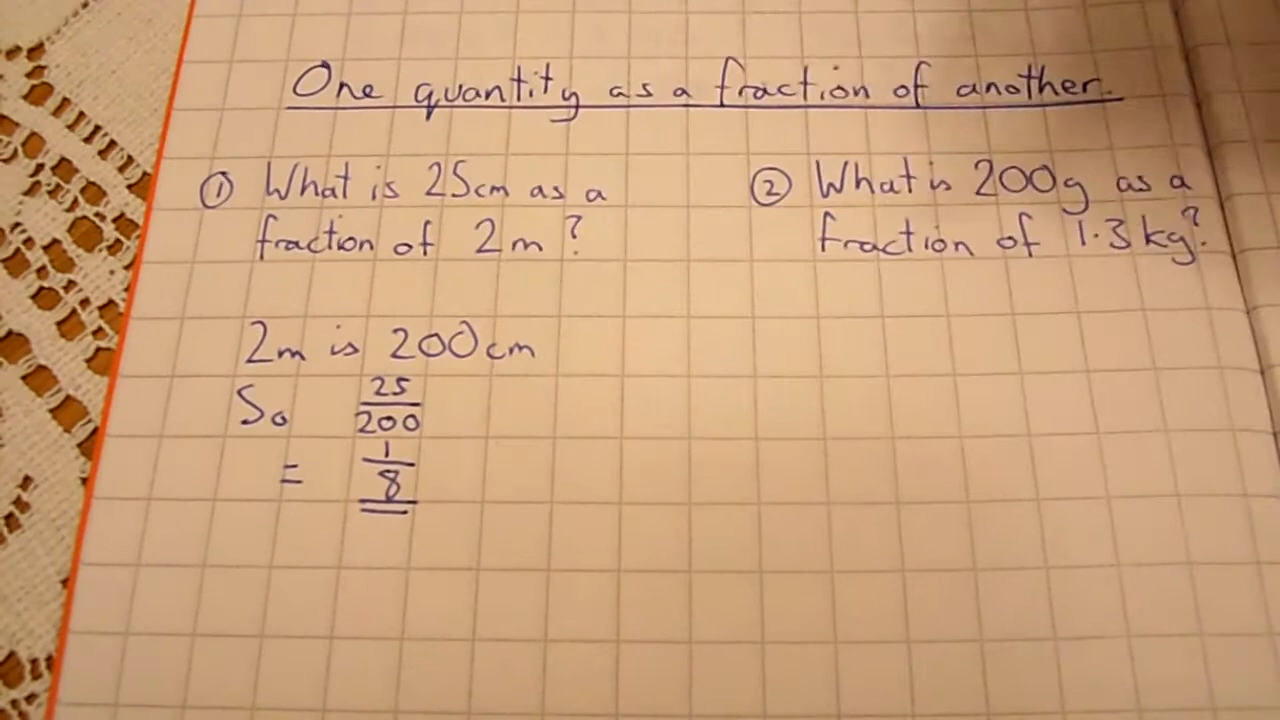 One quantity as a fraction of another.
① What is 25cm as a
fraction of 2m?
2m is 200cm
So 25/200
= 1/8
② What is 200g as a
fraction of 1.3kg?